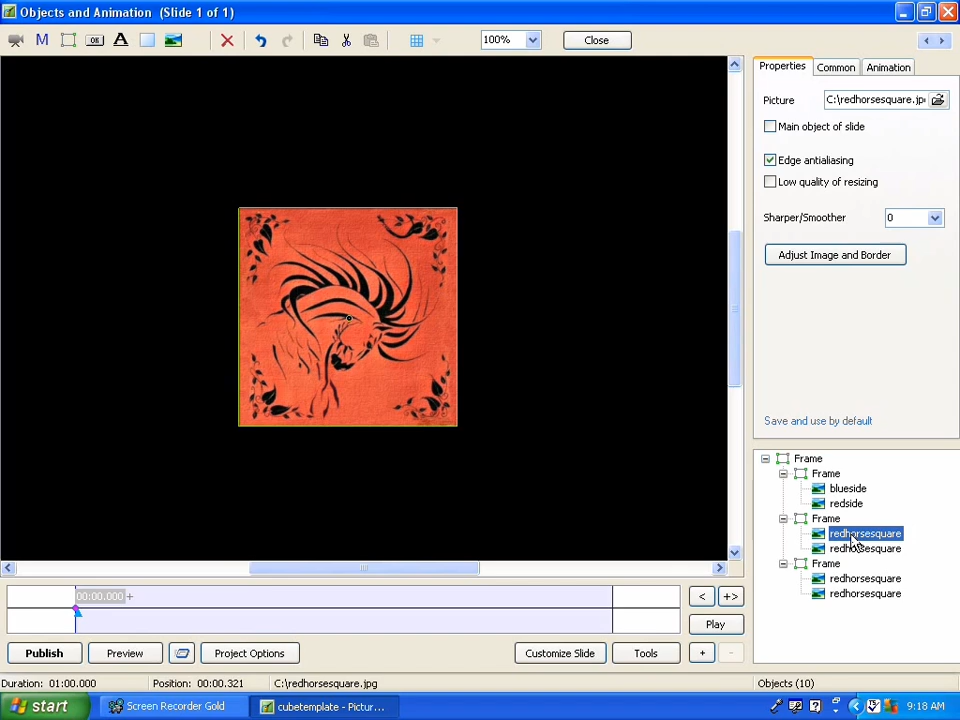 Objects and Animation  (Slide 1 of 1)
M
OK
A
100%
Close
Properties
Common
Animation
Picture
C:\redhorsesquare.jp
Main object of slide
Edge antialiasing
Low quality of resizing
Sharper/Smoother
0
Adjust Image and Border
Save and use by default
Frame
Frame
blueside
redside
Frame
redhorsesquare
redhorsesquare
Frame
redhorsesquare
redhorsesquare
00:00.000 +
< +>
Play
Publish
Preview
Project Options
Customize Slide
Tools
+ -
Duration: 01:00.000
Position: 00:00.321
C:\redhorsesquare.jpg
Objects (10)
start
Screen Recorder Gold
cubetemplate - Pictur...
9:18 AM